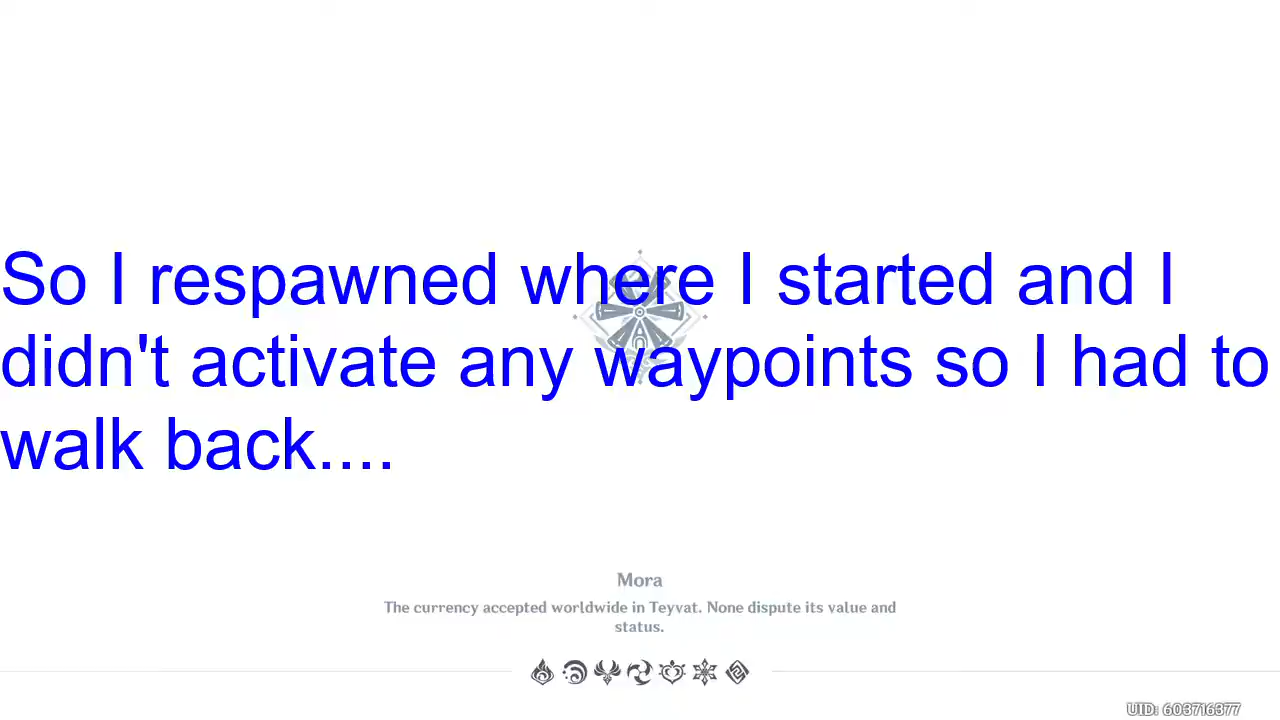 So I respawned where I started and I
didn't activate any waypoints so I had to
walk back....
Mora
The currency accepted worldwide in Teyvat. None dispute its value and
status.
UID: 603716377